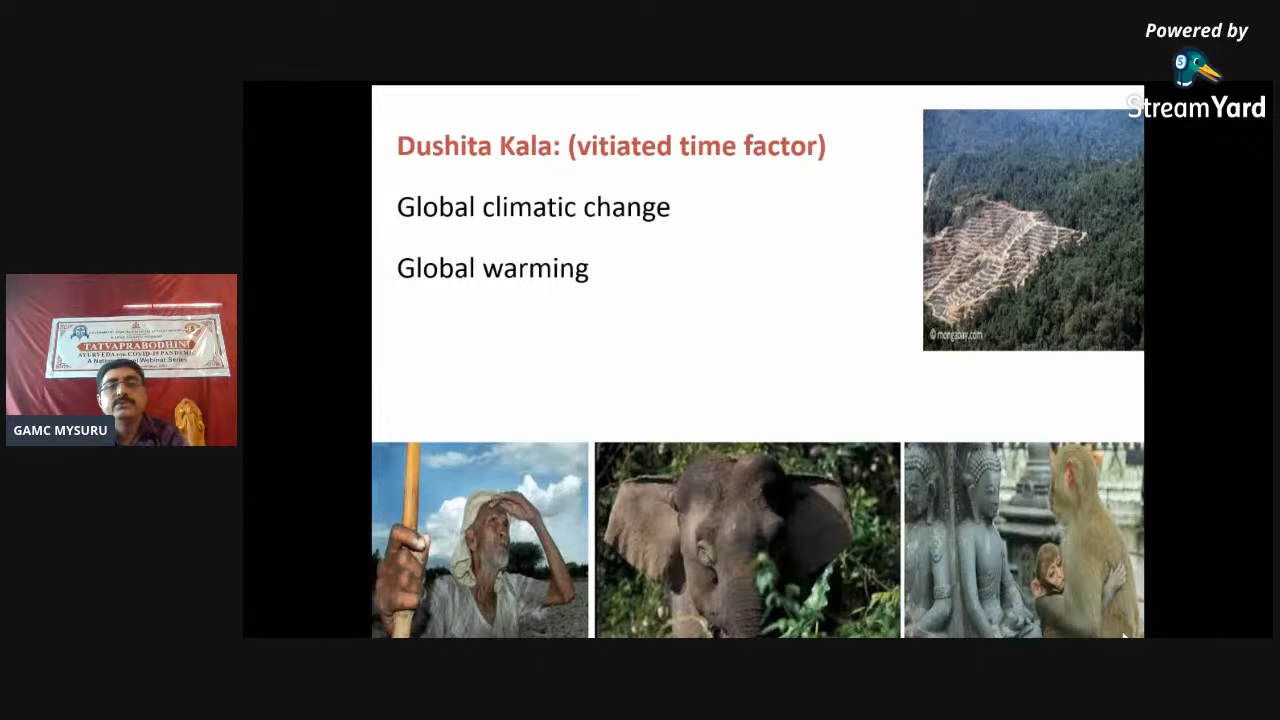 Powered by
StreamYard
Dushita Kala: (vitiated time factor)
Global climatic change
Global warming
© mongabay.com
TATVAPRABODHINI
AYURVEDA FOR COVID-19 PANDEMIC
A National Level Webinar Series
GAMC MYSURU